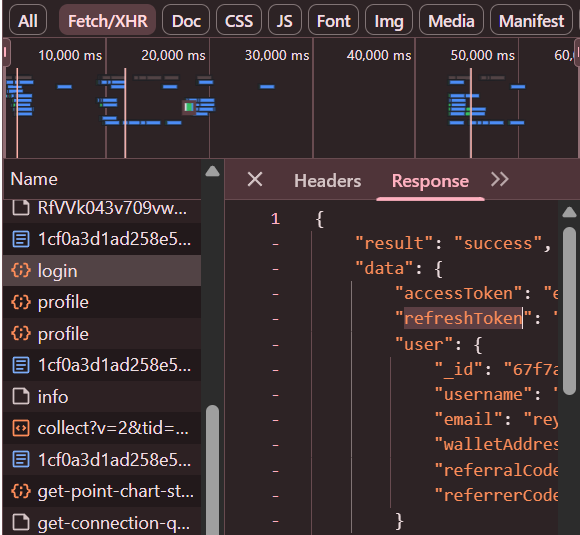 All Fetch/XHR Doc CSS JS Font Img Media Manifest
10,000 ms 20,000 ms 30,000 ms 40,000 ms 50,000 ms 60,
Name
RfVVk043v709vw...
1cf0a3d1ad258e5...
login
profile
profile
1cf0a3d1ad258e5...
info
collect?v=2&tid=...
1cf0a3d1ad258e5...
get-point-chart-st...
get-connection-q...
Headers Response
1 {
- "result": "success",
- "data": {
- "accessToken": "e
- "refreshToken": "
- "user": {
- "_id": "67f7a
- "username": "
- "email": "rey
- "walletAddres
- "referralCode
- "referrerCode
- }